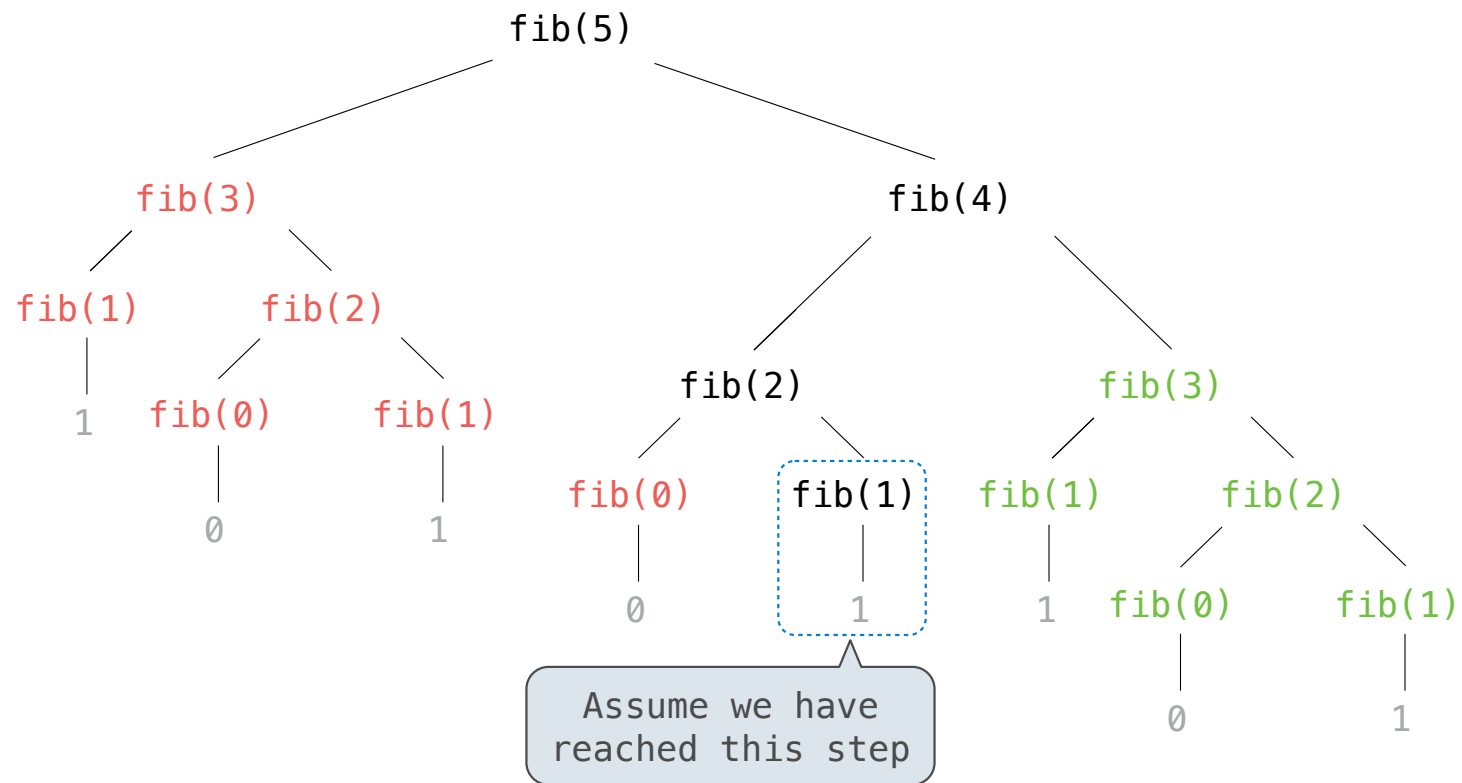 fib(5)
fib(3) fib(4)
fib(1) fib(2)
fib(2) fib(3)
1 fib(0) fib(1)
fib(0) fib(1) fib(1) fib(2)
0 1
0 1 1 fib(0) fib(1)
Assume we have
reached this step
0 1